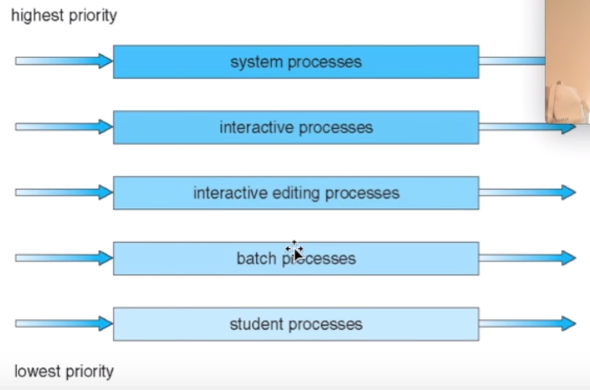 highest priority
system processes
interactive processes
interactive editing processes
batch processes
student processes
lowest priority